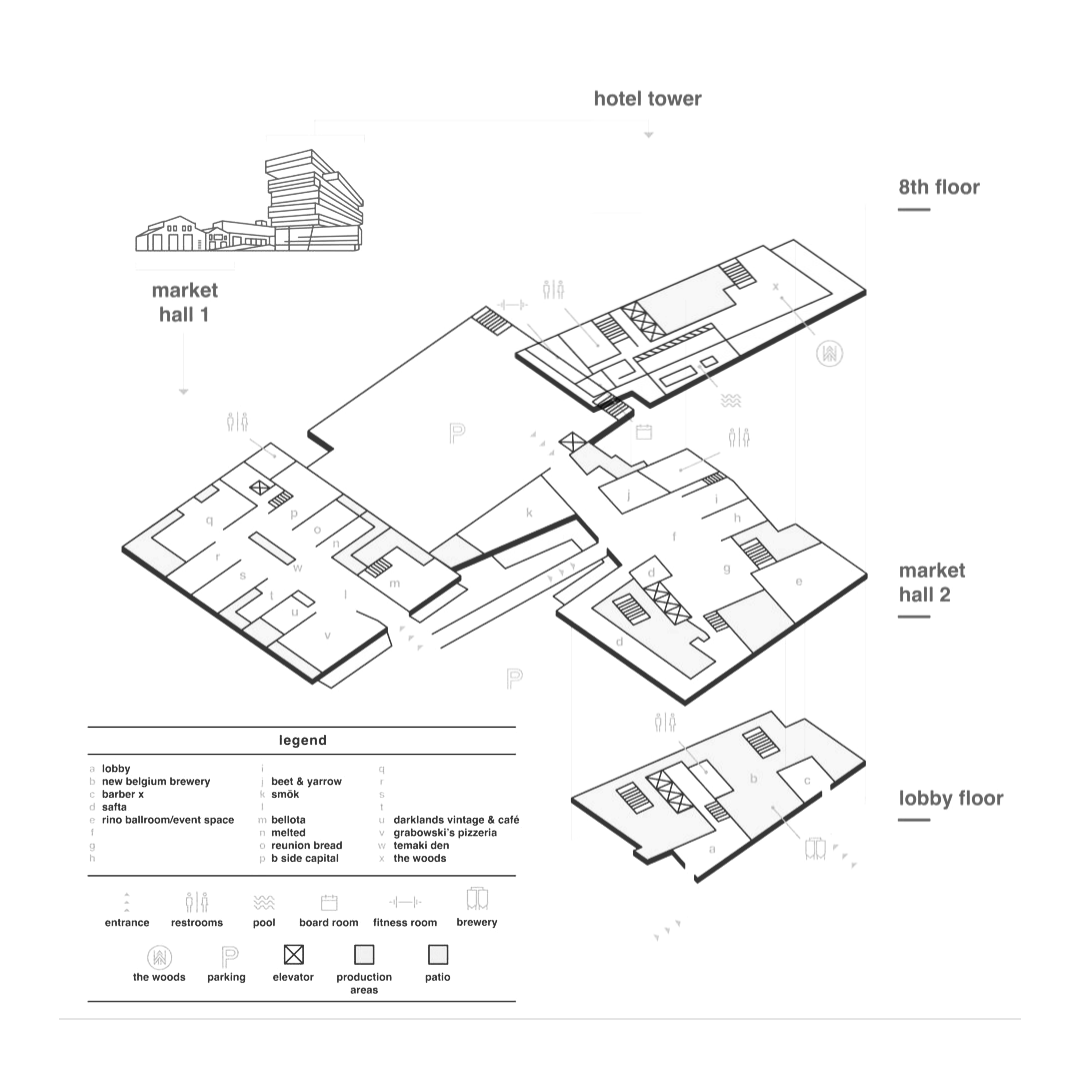 hotel tower
8th floor
market
hall 1
x
P
j
i
h
f
q
p
o
n
k
r
w
s
m
d
g
e
market
hall 2
t
l
u
v
d
P
legend
a lobby
b new belgium brewery
c barber x
d safta
e rino ballroom/event space
f
g
h
i
j beet & yarrow
k smōk
l
m bellota
n melted
o reunion bread
p b side capital
q
r
s
t
u darklands vintage & café
v grabowski's pizzeria
w temaki den
x the woods
b
c
a
lobby floor
entrance
restrooms
pool
board room
fitness room
brewery
P
the woods
parking
elevator
production
areas
patio